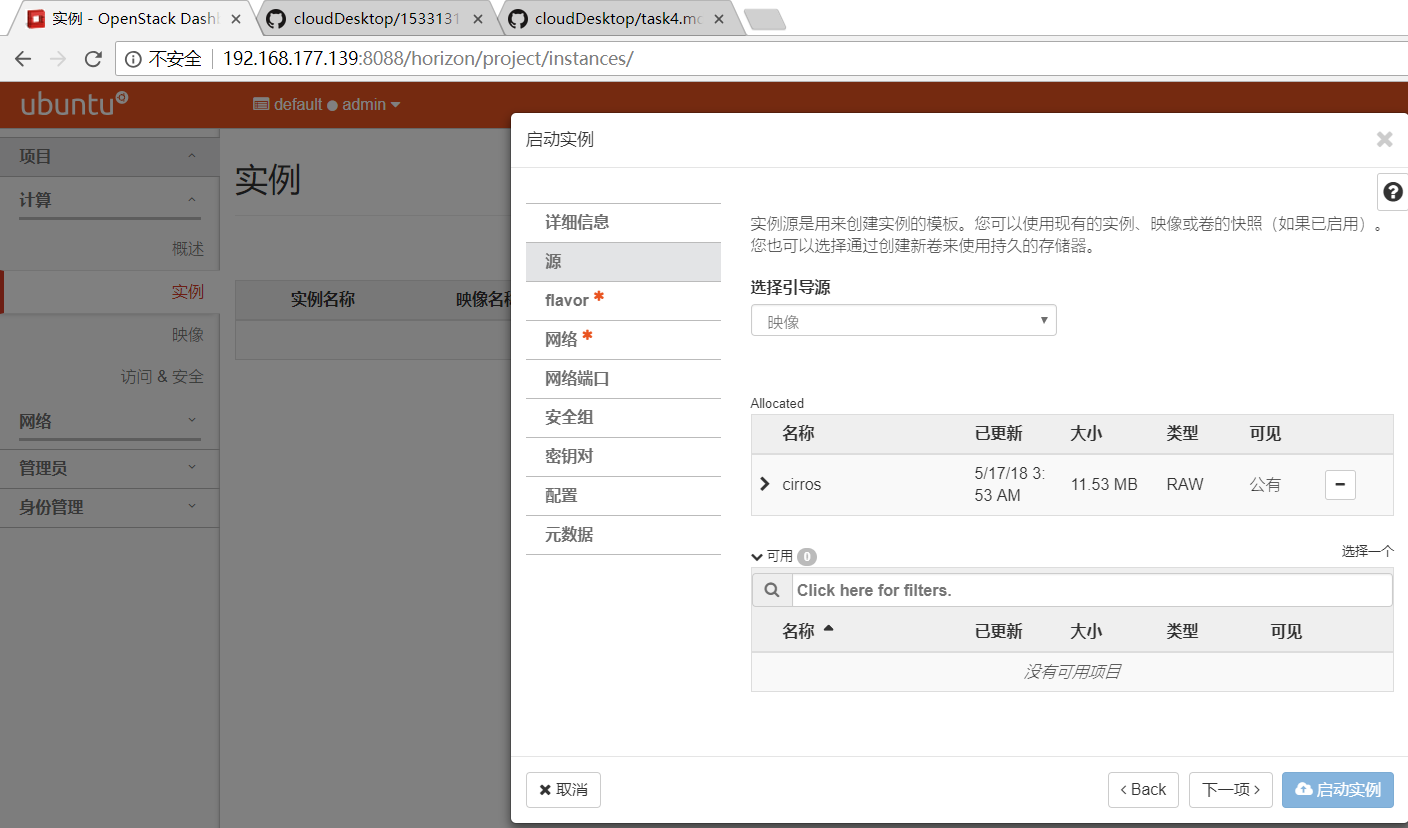 实例 - OpenStack Dashl
cloudDesktop/1533131
cloudDesktop/task4.mc
不安全 192.168.177.139:8088/horizon/project/instances/
ubuntu
default admin
启动实例
项目
计算
概述
实例
映像
访问 & 安全
网络
管理员
身份管理
实例
实例名称 映像名称
详细信息
源
flavor *
网络 *
网络端口
安全组
密钥对
配置
元数据
实例源是用来创建实例的模板。您可以使用现有的实例、映像或卷的快照（如果已启用）。
您也可以选择通过创建新卷来使用持久的存储器。
选择引导源
映像
Allocated
名称 已更新 大小 类型 可见
cirros 5/17/18 3:
53 AM 11.53 MB RAW 公有
可用 0 选择一个
Click here for filters.
名称 已更新 大小 类型 可见
没有可用项目
取消 Back 下一项 启动实例